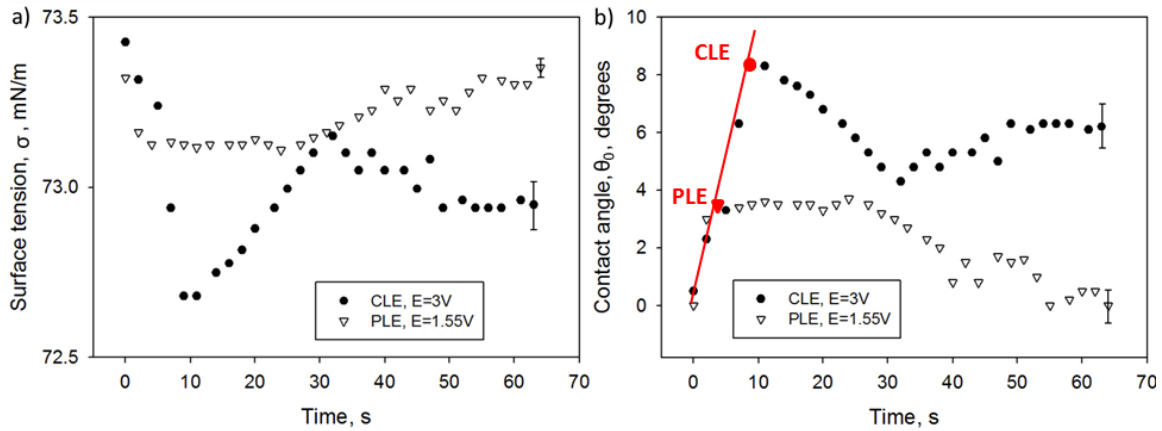 a)
73.5
73.0
72.5
Surface tension, σ, mN/m
0 10 20 30 40 50 60 70
Time, s
CLE, E=3V
PLE, E=1.55V
b)
10
8
6
4
2
0
Contact angle, θ0, degrees
CLE
PLE
0 10 20 30 40 50 60 70
Time, s
CLE, E=3V
PLE, E=1.55V